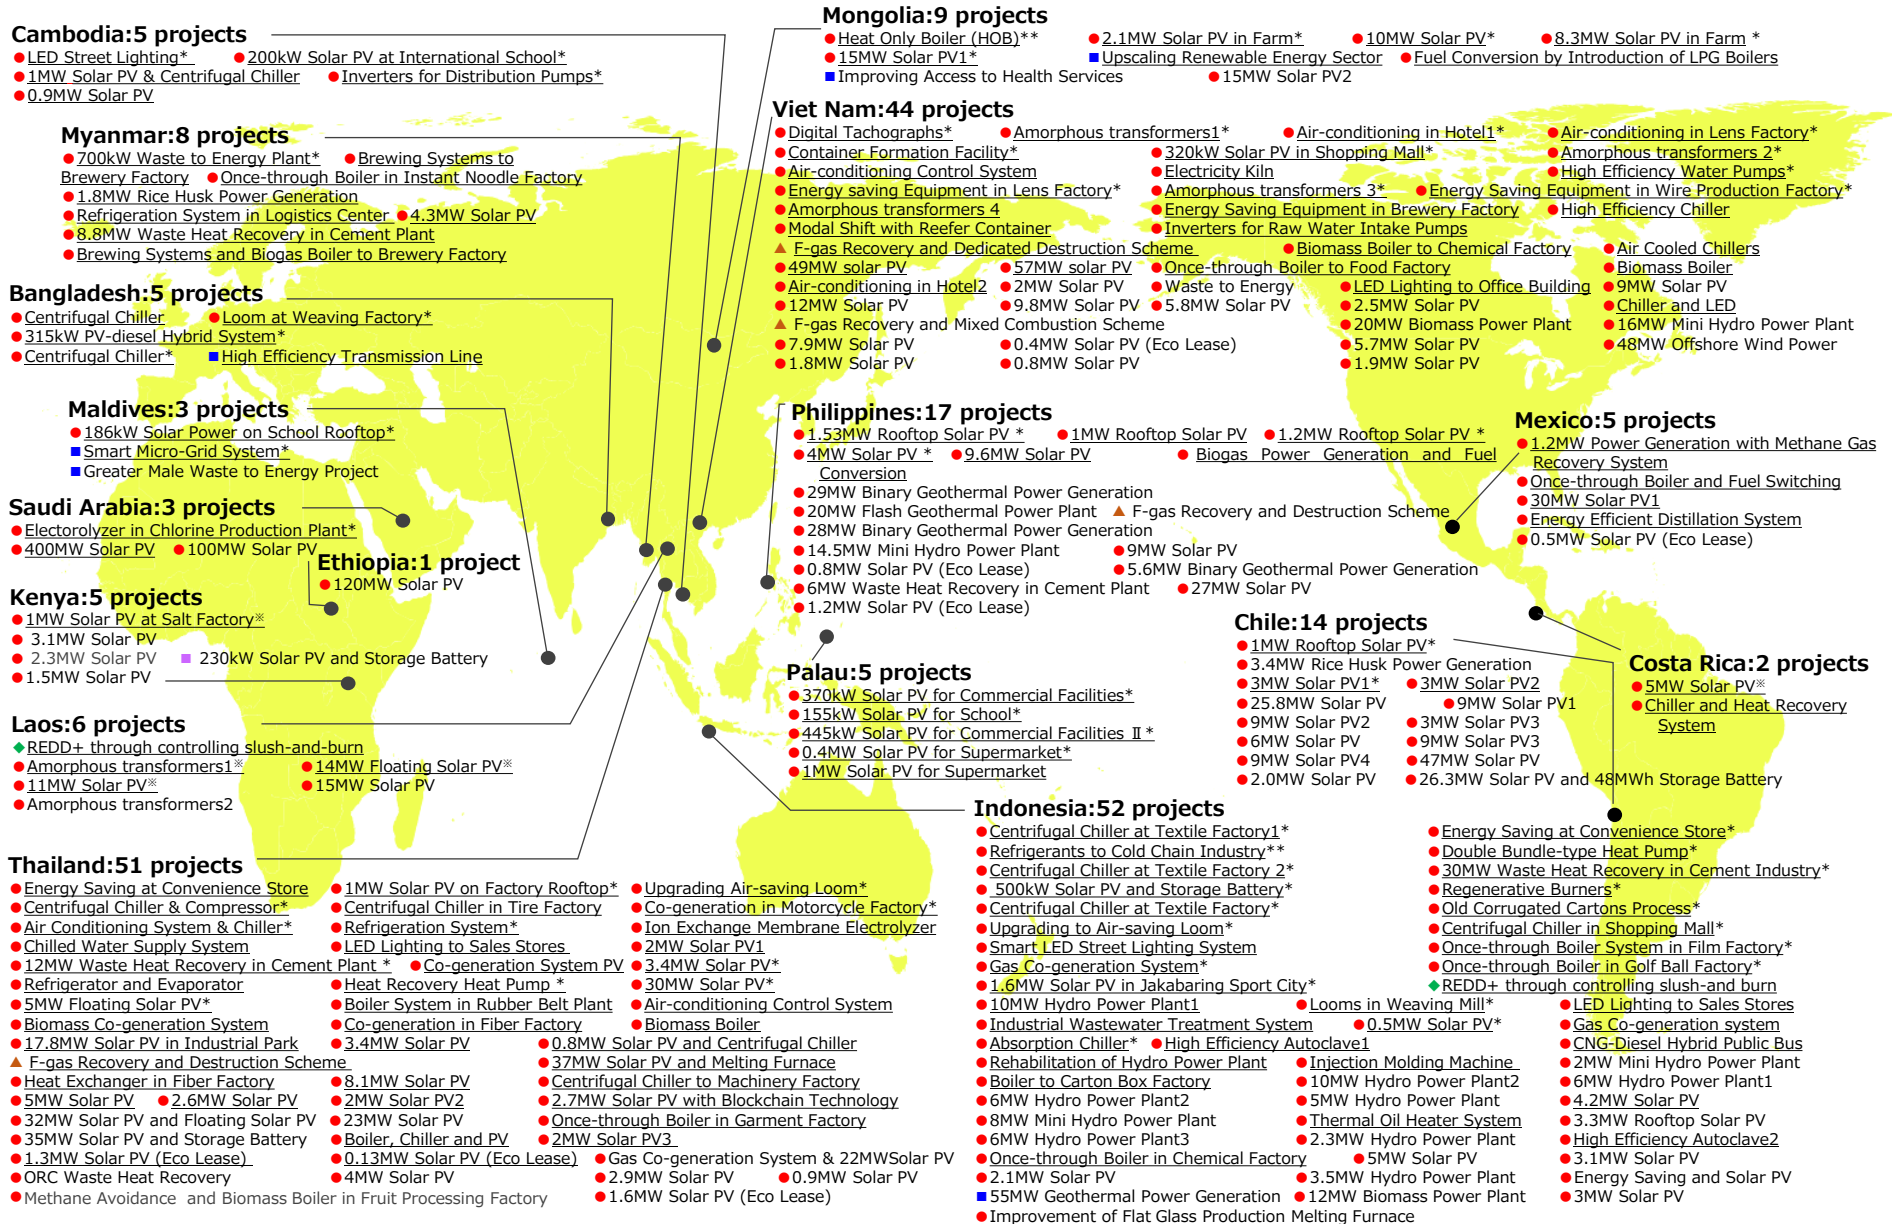 Cambodia:5 projects
●LED Street Lighting* ●200kW Solar PV at International School*
●1MW Solar PV & Centrifugal Chiller ●Inverters for Distribution Pumps*
●0.9MW Solar PV
Mongolia:9 projects
●Heat Only Boiler (HOB)** ●2.1MW Solar PV in Farm* ●10MW Solar PV* ●8.3MW Solar PV in Farm *
●15MW Solar PV1* ■Upscaling Renewable Energy Sector ●Fuel Conversion by Introduction of LPG Boilers
■Improving Access to Health Services ●15MW Solar PV2
Myanmar:8 projects
●700kW Waste to Energy Plant* ●Brewing Systems to
Brewery Factory ●Once-through Boiler in Instant Noodle Factory
●1.8MW Rice Husk Power Generation
●Refrigeration System in Logistics Center ●4.3MW Solar PV
●8.8MW Waste Heat Recovery in Cement Plant
●Brewing Systems and Biogas Boiler to Brewery Factory
Viet Nam:44 projects
●Digital Tachographs* ●Amorphous transformers1* ●Air-conditioning in Hotel1* ●Air-conditioning in Lens Factory*
●Container Formation Facility* ●320kW Solar PV in Shopping Mall* ●Amorphous transformers 2*
●Air-conditioning Control System ●Electricity Kiln ●High Efficiency Water Pumps*
●Energy saving Equipment in Lens Factory* ●Amorphous transformers 3* ●Energy Saving Equipment in Wire Production Factory*
●Amorphous transformers 4 ●Energy Saving Equipment in Brewery Factory ●High Efficiency Chiller
●Modal Shift with Reefer Container ●Inverters for Raw Water Intake Pumps
▲ F-gas Recovery and Dedicated Destruction Scheme ●Biomass Boiler to Chemical Factory ●Air Cooled Chillers
●49MW solar PV ●57MW solar PV ●Once-through Boiler to Food Factory ●Biomass Boiler
●Air-conditioning in Hotel2 ●2MW Solar PV ●Waste to Energy ●LED Lighting to Office Building ●9MW Solar PV
●12MW Solar PV ●9.8MW Solar PV ●5.8MW Solar PV ●2.5MW Solar PV ●Chiller and LED
▲ F-gas Recovery and Mixed Combustion Scheme ●20MW Biomass Power Plant ●16MW Mini Hydro Power Plant
●7.9MW Solar PV ●0.4MW Solar PV (Eco Lease) ●5.7MW Solar PV ●48MW Offshore Wind Power
●1.8MW Solar PV ●0.8MW Solar PV ●1.9MW Solar PV
Bangladesh:5 projects
●Centrifugal Chiller ●Loom at Weaving Factory*
●315kW PV-diesel Hybrid System*
●Centrifugal Chiller* ■High Efficiency Transmission Line
Maldives:3 projects
●186kW Solar Power on School Rooftop*
■Smart Micro-Grid System*
■Greater Male Waste to Energy Project
Philippines:17 projects
●1.53MW Rooftop Solar PV * ●1MW Rooftop Solar PV ●1.2MW Rooftop Solar PV *
●4MW Solar PV * ●9.6MW Solar PV ● Biogas Power Generation and Fuel
Conversion
●29MW Binary Geothermal Power Generation
●20MW Flash Geothermal Power Plant ▲ F-gas Recovery and Destruction Scheme
●28MW Binary Geothermal Power Generation
●14.5MW Mini Hydro Power Plant ●9MW Solar PV
●0.8MW Solar PV (Eco Lease) ●5.6MW Binary Geothermal Power Generation
●6MW Waste Heat Recovery in Cement Plant ●27MW Solar PV
●1.2MW Solar PV (Eco Lease)
Mexico:5 projects
●1.2MW Power Generation with Methane Gas
Recovery System
●Once-through Boiler and Fuel Switching
●30MW Solar PV1
●Energy Efficient Distillation System
●0.5MW Solar PV (Eco Lease)
Saudi Arabia:3 projects
●Electorolyzer in Chlorine Production Plant*
●400MW Solar PV ●100MW Solar PV
Ethiopia:1 project
●120MW Solar PV
Kenya:5 projects
●1MW Solar PV at Salt Factory※
● 3.1MW Solar PV
● 2.3MW Solar PV ■ 230kW Solar PV and Storage Battery
●1.5MW Solar PV
Palau:5 projects
●370kW Solar PV for Commercial Facilities*
●155kW Solar PV for School*
●445kW Solar PV for Commercial Facilities Ⅱ*
●0.4MW Solar PV for Supermarket*
●1MW Solar PV for Supermarket
Chile:14 projects
●1MW Rooftop Solar PV*
●3.4MW Rice Husk Power Generation
●3MW Solar PV1* ●3MW Solar PV2
●25.8MW Solar PV ●9MW Solar PV1
●9MW Solar PV2 ●3MW Solar PV3
●6MW Solar PV ●9MW Solar PV3
●9MW Solar PV4 ●47MW Solar PV
●2.0MW Solar PV ●26.3MW Solar PV and 48MWh Storage Battery
Costa Rica:2 projects
●5MW Solar PV※
●Chiller and Heat Recovery
System
Laos:6 projects
◆REDD+ through controlling slush-and-burn
●Amorphous transformers1※ ●14MW Floating Solar PV※
●11MW Solar PV※ ●15MW Solar PV
●Amorphous transformers2
Thailand:51 projects
●Energy Saving at Convenience Store ●1MW Solar PV on Factory Rooftop* ●Upgrading Air-saving Loom*
●Centrifugal Chiller & Compressor* ●Centrifugal Chiller in Tire Factory ●Co-generation in Motorcycle Factory*
●Air Conditioning System & Chiller* ●Refrigeration System* ●Ion Exchange Membrane Electrolyzer
●Chilled Water Supply System ●LED Lighting to Sales Stores ●2MW Solar PV1
●12MW Waste Heat Recovery in Cement Plant * ●Co-generation System PV ●3.4MW Solar PV*
●Refrigerator and Evaporator ●Heat Recovery Heat Pump * ●30MW Solar PV*
●5MW Floating Solar PV* ●Boiler System in Rubber Belt Plant ●Air-conditioning Control System
●Biomass Co-generation System ●Co-generation in Fiber Factory ●Biomass Boiler
●17.8MW Solar PV in Industrial Park ●3.4MW Solar PV ●0.8MW Solar PV and Centrifugal Chiller
▲ F-gas Recovery and Destruction Scheme ●37MW Solar PV and Melting Furnace
●Heat Exchanger in Fiber Factory ●8.1MW Solar PV ●Centrifugal Chiller to Machinery Factory
●5MW Solar PV ●2.6MW Solar PV ●2MW Solar PV2 ●2.7MW Solar PV with Blockchain Technology
●32MW Solar PV and Floating Solar PV ●23MW Solar PV ●Once-through Boiler in Garment Factory
●35MW Solar PV and Storage Battery ●Boiler, Chiller and PV ●2MW Solar PV3
●1.3MW Solar PV (Eco Lease) ●0.13MW Solar PV (Eco Lease) ●Gas Co-generation System & 22MWSolar PV
●ORC Waste Heat Recovery ●4MW Solar PV ●2.9MW Solar PV ●0.9MW Solar PV
●Methane Avoidance and Biomass Boiler in Fruit Processing Factory ●1.6MW Solar PV (Eco Lease)
Indonesia:52 projects
●Centrifugal Chiller at Textile Factory1* ●Energy Saving at Convenience Store*
●Refrigerants to Cold Chain Industry** ●Double Bundle-type Heat Pump*
●Centrifugal Chiller at Textile Factory 2* ●30MW Waste Heat Recovery in Cement Industry*
● 500kW Solar PV and Storage Battery* ●Regenerative Burners*
●Centrifugal Chiller at Textile Factory* ●Old Corrugated Cartons Process*
●Upgrading to Air-saving Loom* ●Centrifugal Chiller in Shopping Mall*
●Smart LED Street Lighting System ●Once-through Boiler System in Film Factory*
●Gas Co-generation System* ●Once-through Boiler in Golf Ball Factory*
●1.6MW Solar PV in Jakabaring Sport City* ◆REDD+ through controlling slush-and burn
●10MW Hydro Power Plant1 ●Looms in Weaving Mill* ●LED Lighting to Sales Stores
●Industrial Wastewater Treatment System ●0.5MW Solar PV* ●Gas Co-generation system
●Absorption Chiller* ●High Efficiency Autoclave1 ●CNG-Diesel Hybrid Public Bus
●Rehabilitation of Hydro Power Plant ●Injection Molding Machine ●2MW Mini Hydro Power Plant
●Boiler to Carton Box Factory ●10MW Hydro Power Plant2 ●6MW Hydro Power Plant1
●6MW Hydro Power Plant2 ●5MW Hydro Power Plant ●4.2MW Solar PV
●8MW Mini Hydro Power Plant ●Thermal Oil Heater System ●3.3MW Rooftop Solar PV
●6MW Hydro Power Plant3 ●2.3MW Hydro Power Plant ●High Efficiency Autoclave2
●Once-through Boiler in Chemical Factory ●5MW Solar PV ●3.1MW Solar PV
●2.1MW Solar PV ●3.5MW Hydro Power Plant ●Energy Saving and Solar PV
■55MW Geothermal Power Generation ●12MW Biomass Power Plant ●3MW Solar PV
●Improvement of Flat Glass Production Melting Furnace